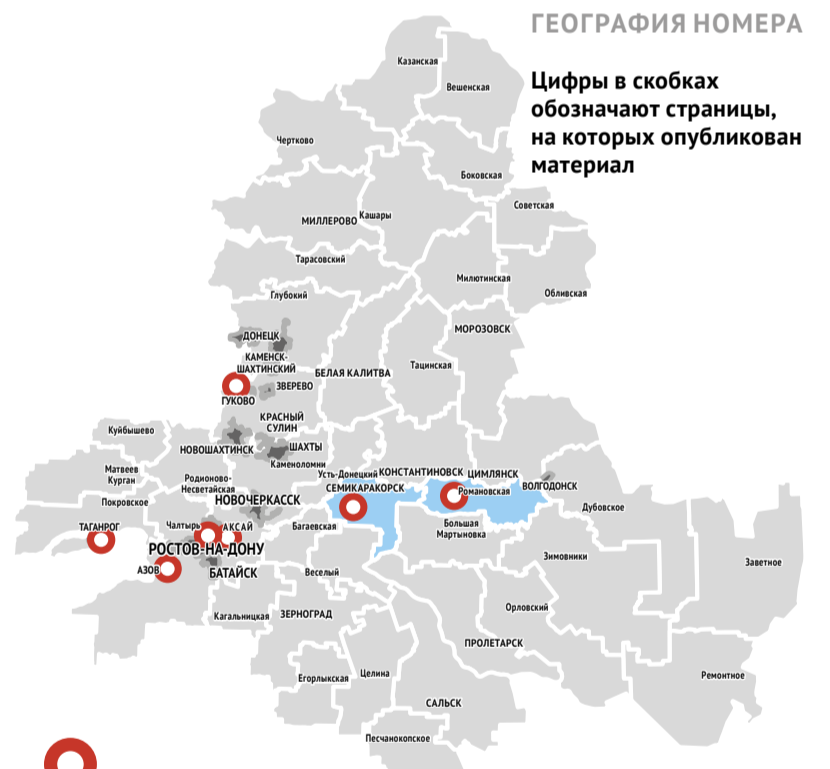 ГЕОГРАФИЯ НОМЕРА
Цифры в скобках
обозначают страницы,
на которых опубликован
материал
Казанская
Вешенская
Чертково
Боковская
Советская
МИЛЛЕРОВО
Кашары
Тарасовский
Милютинская
Обливская
Глубокий
МОРОЗОВСК
ДОНЕЦК
КАМЕНСК-
ШАХТИНСКИЙ
БЕЛАЯ КАЛИТВА
Тацинская
ЗВЕРЕВО
ГУКОВО
КРАСНЫЙ
СУЛИН
Куйбышево
НОВОШАХТИНСК
ШАХТЫ
Каменоломни
Матвеев
Курган
Родионово-
Несветайская
Усть-Донецкий
КОНСТАНТИНОВСК
ЦИМЛЯНСК
СЕМИКАРАКОРСК
Романовская
ВОЛГОДОНСК
Покровское
НОВОЧЕРКАССК
Дубовское
ТАГАНРОГ
Чалтырь
АКСАЙ
Багаевская
Большая
Мартыновка
РОСТОВ-НА-ДОНУ
Зимовники
Заветное
АЗОВ
БАТАЙСК
Веселый
Кагальницкая
ЗЕРНОГРАД
Орловский
ПРОЛЕТАРСК
Егорлыкская
Целина
Ремонтное
САЛЬСК
Песчанокопское